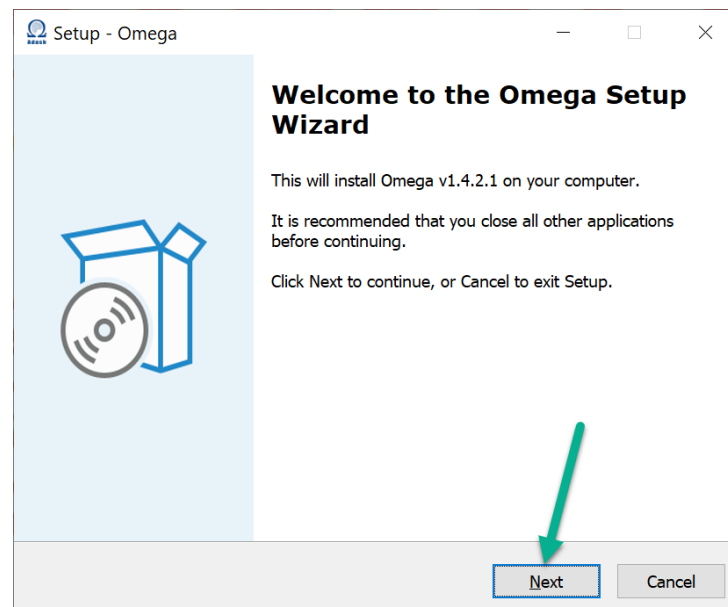 Setup - Omega
Welcome to the Omega Setup
Wizard
This will install Omega v1.4.2.1 on your computer.
It is recommended that you close all other applications
before continuing.
Click Next to continue, or Cancel to exit Setup.
Next
Cancel